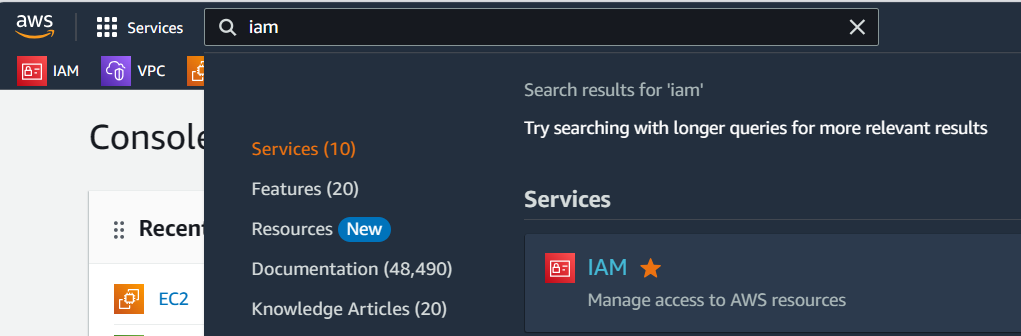 aws
Services
iam
IAM
VPC
Console
Recent
EC2
Services (10)
Features (20)
Resources New
Documentation (48,490)
Knowledge Articles (20)
Search results for 'iam'
Try searching with longer queries for more relevant results
Services
IAM
Manage access to AWS resources